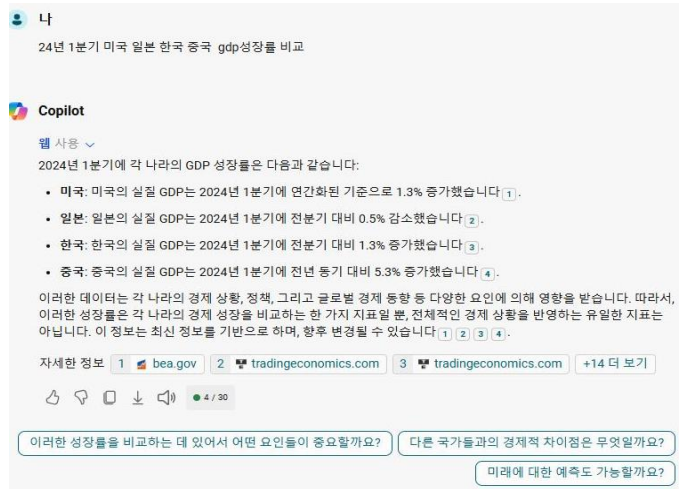 나
24년 1분기 미국 일본 한국 중국 gdp성장률 비교
Copilot
웹 사용
2024년 1분기에 각 나라의 GDP 성장률은 다음과 같습니다:
• 미국: 미국의 실질 GDP는 2024년 1분기에 연간화된 기준으로 1.3% 증가했습니다 1 .
• 일본: 일본의 실질 GDP는 2024년 1분기에 전분기 대비 0.5% 감소했습니다 2 .
• 한국: 한국의 실질 GDP는 2024년 1분기에 전분기 대비 1.3% 증가했습니다 3 .
• 중국: 중국의 실질 GDP는 2024년 1분기에 전년 동기 대비 5.3% 증가했습니다 4 .
이러한 데이터는 각 나라의 경제 상황, 정책, 그리고 글로벌 경제 동향 등 다양한 요인에 의해 영향을 받습니다. 따라서,
이러한 성장률은 각 나라의 경제 성장을 비교하는 한 가지 지표일 뿐, 전체적인 경제 상황을 반영하는 유일한 지표는
아닙니다. 이 정보는 최신 정보를 기반으로 하며, 향후 변경될 수 있습니다 1 2 3 4 .
자세한 정보 1 bea.gov 2 tradingeconomics.com 3 tradingeconomics.com +14 더 보기
4 / 30
이러한 성장률을 비교하는 데 있어서 어떤 요인들이 중요할까요? 다른 국가들과의 경제적 차이점은 무엇일까요?
미래에 대한 예측도 가능할까요?